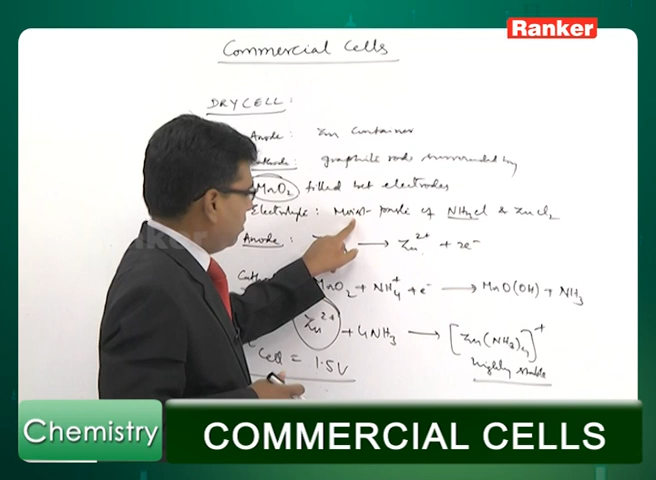 Ranker
Commercial Cells
DRY CELL :
Anode : Zn Container
Cathode : graphite rod surrounded by
MnO2 filled bet electrodes
Electrolyte : Moist paste of NH4Cl & ZnCl2
Anode : → Zn2+ + 2e-
MnO2 + NH4+ + e- → MnO(OH) + NH3
Zn2+ + 4NH3 → [Zn(NH3)4]+
highly stable
Cell = 1.5V
Chemistry
COMMERCIAL CELLS